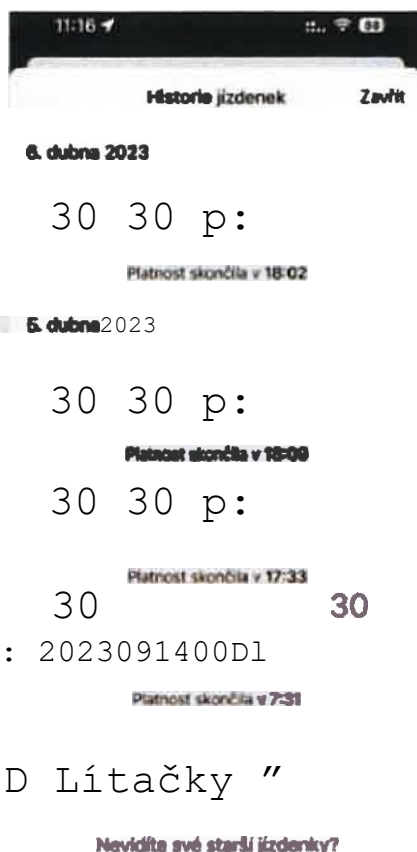 11:16
88
Historie jízdenek Zavřít
6. dubna 2023
30 30 p:
Platnost skončila v 18:02
5. dubna 2023
30 30 p:
Platnost skončila v 18:09
30 30 p:
Platnost skončila v 17:33
30 30
: 2023091400Dl
Platnost skončila v 7:31
D Lítačky ”
Nevidíte své starší jízdenky?